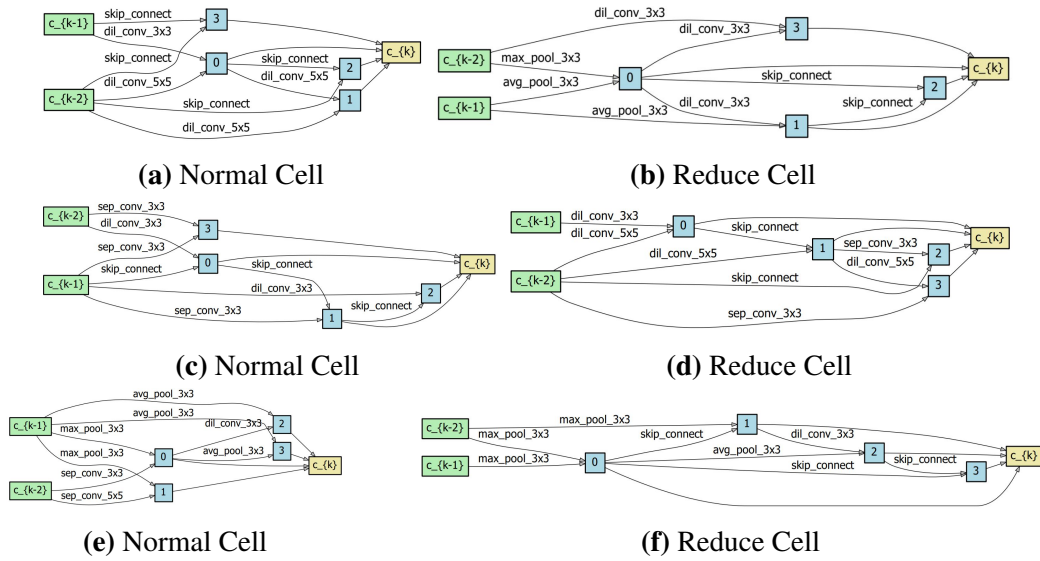 c_{k-1}
skip_connect
dil_conv_3x3
3
skip_connect
0
skip_connect
2
c_{k}
dil_conv_5x5
dil_conv_5x5
c_{k-2}
skip_connect
1
dil_conv_5x5
(a) Normal Cell
dil_conv_3x3
3
c_{k-2}
max_pool_3x3
dil_conv_3x3
avg_pool_3x3
0
skip_connect
c_{k}
c_{k-1}
dil_conv_3x3
2
avg_pool_3x3
skip_connect
1
(b) Reduce Cell
c_{k-2}
sep_conv_3x3
dil_conv_3x3
3
sep_conv_3x3
0
skip_connect
c_{k}
c_{k-1}
skip_connect
dil_conv_3x3
2
sep_conv_3x3
skip_connect
1
(c) Normal Cell
c_{k-1}
dil_conv_3x3
0
dil_conv_5x5
skip_connect
c_{k}
1
sep_conv_3x3
2
dil_conv_5x5
dil_conv_5x5
c_{k-2}
skip_connect
3
sep_conv_3x3
(d) Reduce Cell
avg_pool_3x3
c_{k-1}
avg_pool_3x3
2
max_pool_3x3
dil_conv_3x3
3
max_pool_3x3
0
avg_pool_3x3
c_{k}
sep_conv_3x3
c_{k-2}
sep_conv_5x5
1
(e) Normal Cell
max_pool_3x3
1
c_{k-2}
max_pool_3x3
skip_connect
dil_conv_3x3
2
c_{k}
c_{k-1}
max_pool_3x3
0
avg_pool_3x3
skip_connect
skip_connect
3
(f) Reduce Cell